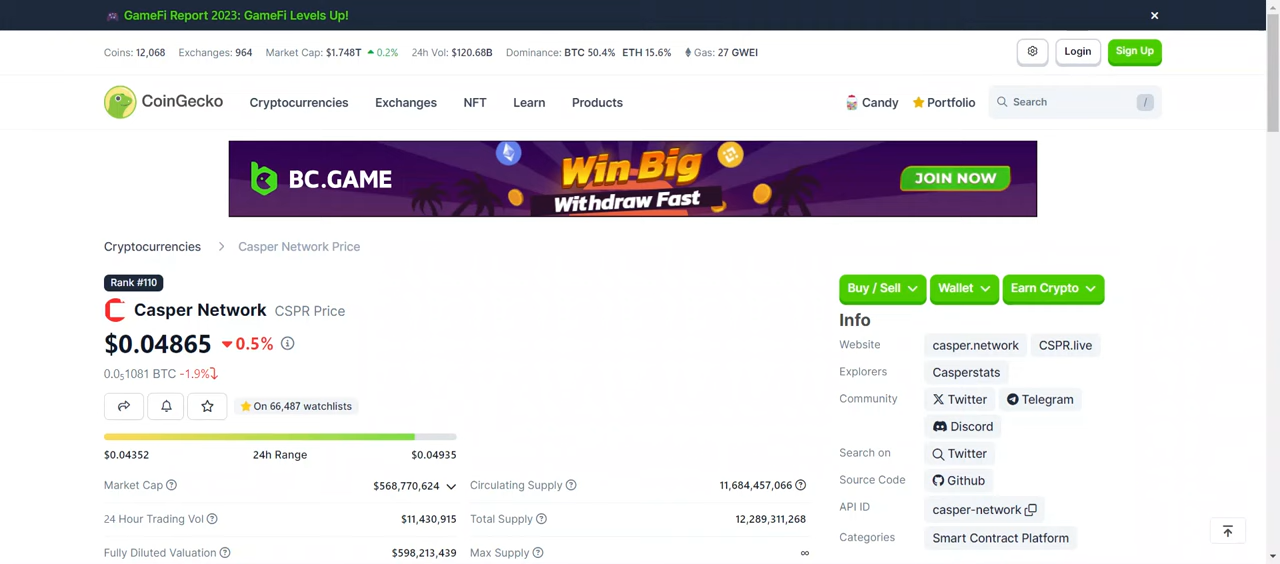 GameFi Report 2023: GameFi Levels Up!
Coins: 12,068 Exchanges: 964 Market Cap: $1.748T 0.2% 24h Vol: $120.68B Dominance: BTC 50.4% ETH 15.6% Gas: 27 GWEI
Login
Sign Up
CoinGecko
Cryptocurrencies Exchanges NFT Learn Products
Candy
Portfolio
Search /
BC.GAME
Win Big
Withdraw Fast
JOIN NOW
Cryptocurrencies > Casper Network Price
Rank #110
Casper Network CSPR Price
$0.04865 0.5%
0.0₅1081 BTC -1.9%
On 66,487 watchlists
$0.04352 24h Range $0.04935
Market Cap $568,770,624
24 Hour Trading Vol $11,430,915
Fully Diluted Valuation $598,213,439
Circulating Supply 11,684,457,066
Total Supply 12,289,311,268
Max Supply ∞
Buy / Sell
Wallet
Earn Crypto
Info
Website casper.network CSPR.live
Explorers Casperstats
Community Twitter Telegram
Discord
Search on Twitter
Source Code Github
API ID casper-network
Categories Smart Contract Platform